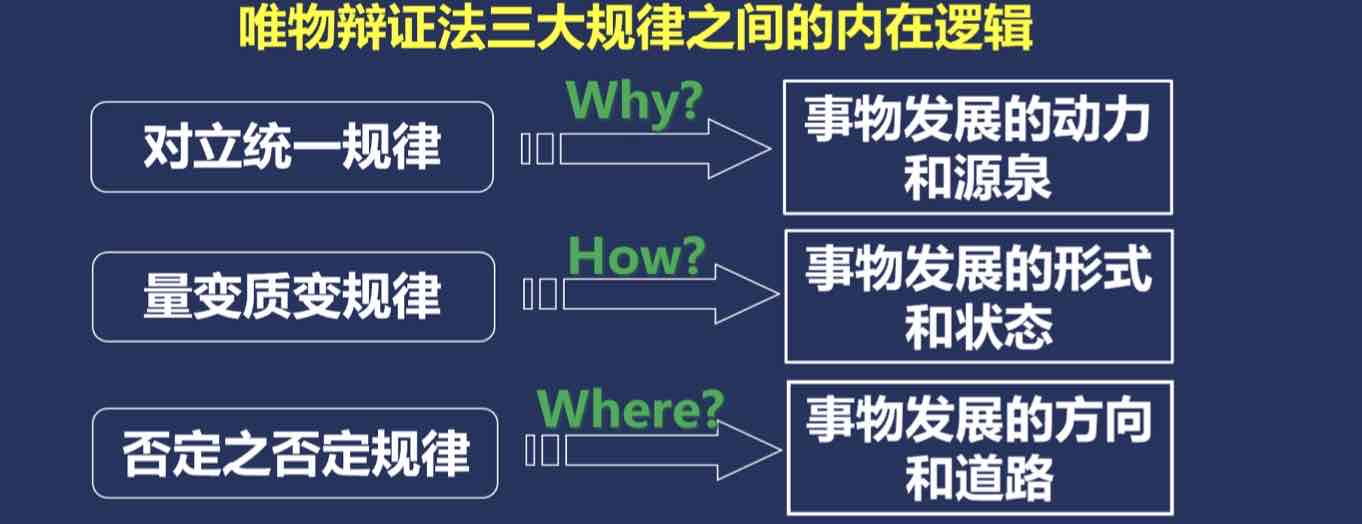 唯物辩证法三大规律之间的内在逻辑
对立统一规律
Why?
事物发展的动力
和源泉
量变质变规律
How?
事物发展的形式
和状态
否定之否定规律
Where?
事物发展的方向
和道路